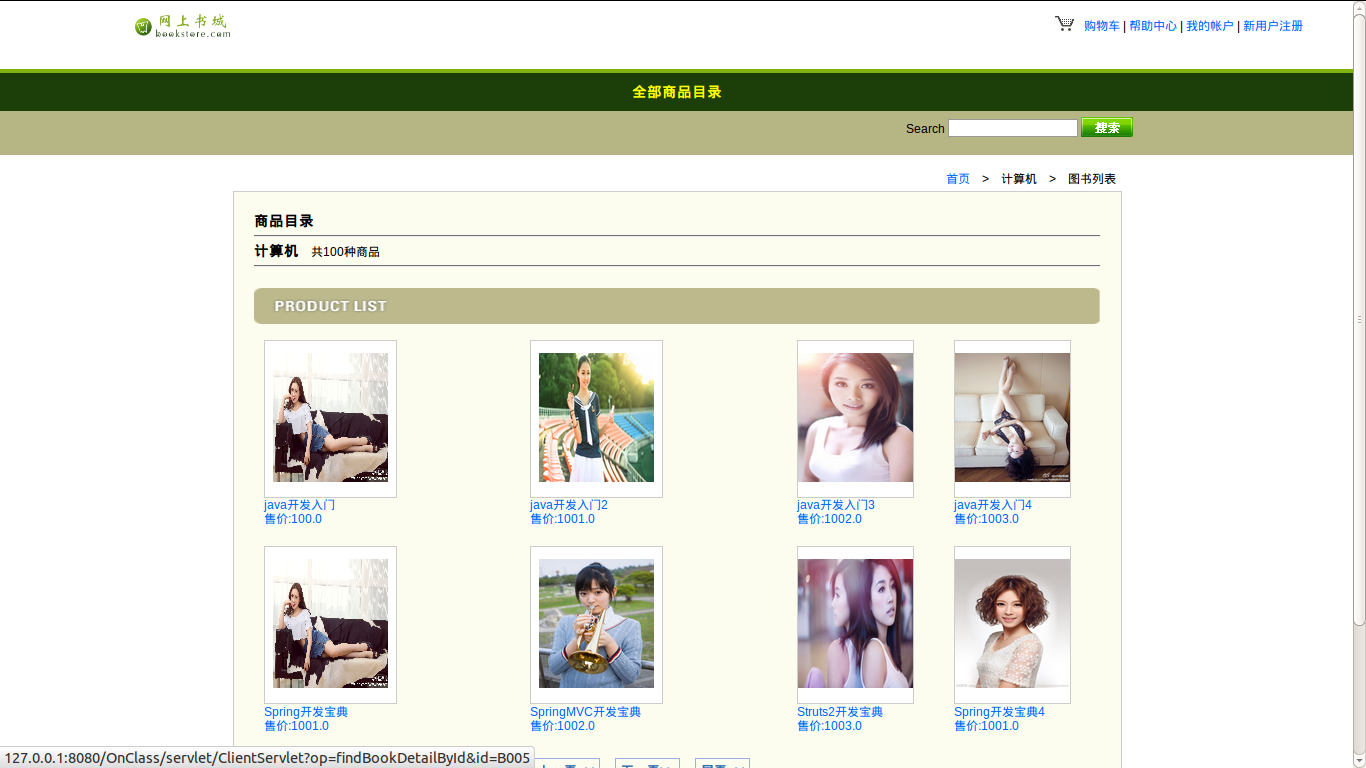 网上书城
bookstore.com
购物车 | 帮助中心 | 我的帐户 | 新用户注册
全部商品目录
Search 搜索
首页 > 计算机 > 图书列表
商品目录
计算机 共100种商品
PRODUCT LIST
java开发入门
售价:100.0
java开发入门2
售价:1001.0
java开发入门3
售价:1002.0
java开发入门4
售价:1003.0
Spring开发宝典
售价:1001.0
SpringMVC开发宝典
售价:1002.0
Struts2开发宝典
售价:1003.0
Spring开发宝典4
售价:1001.0
127.0.0.1:8080/OnClass/servlet/ClientServlet?op=findBookDetailById&id=B005